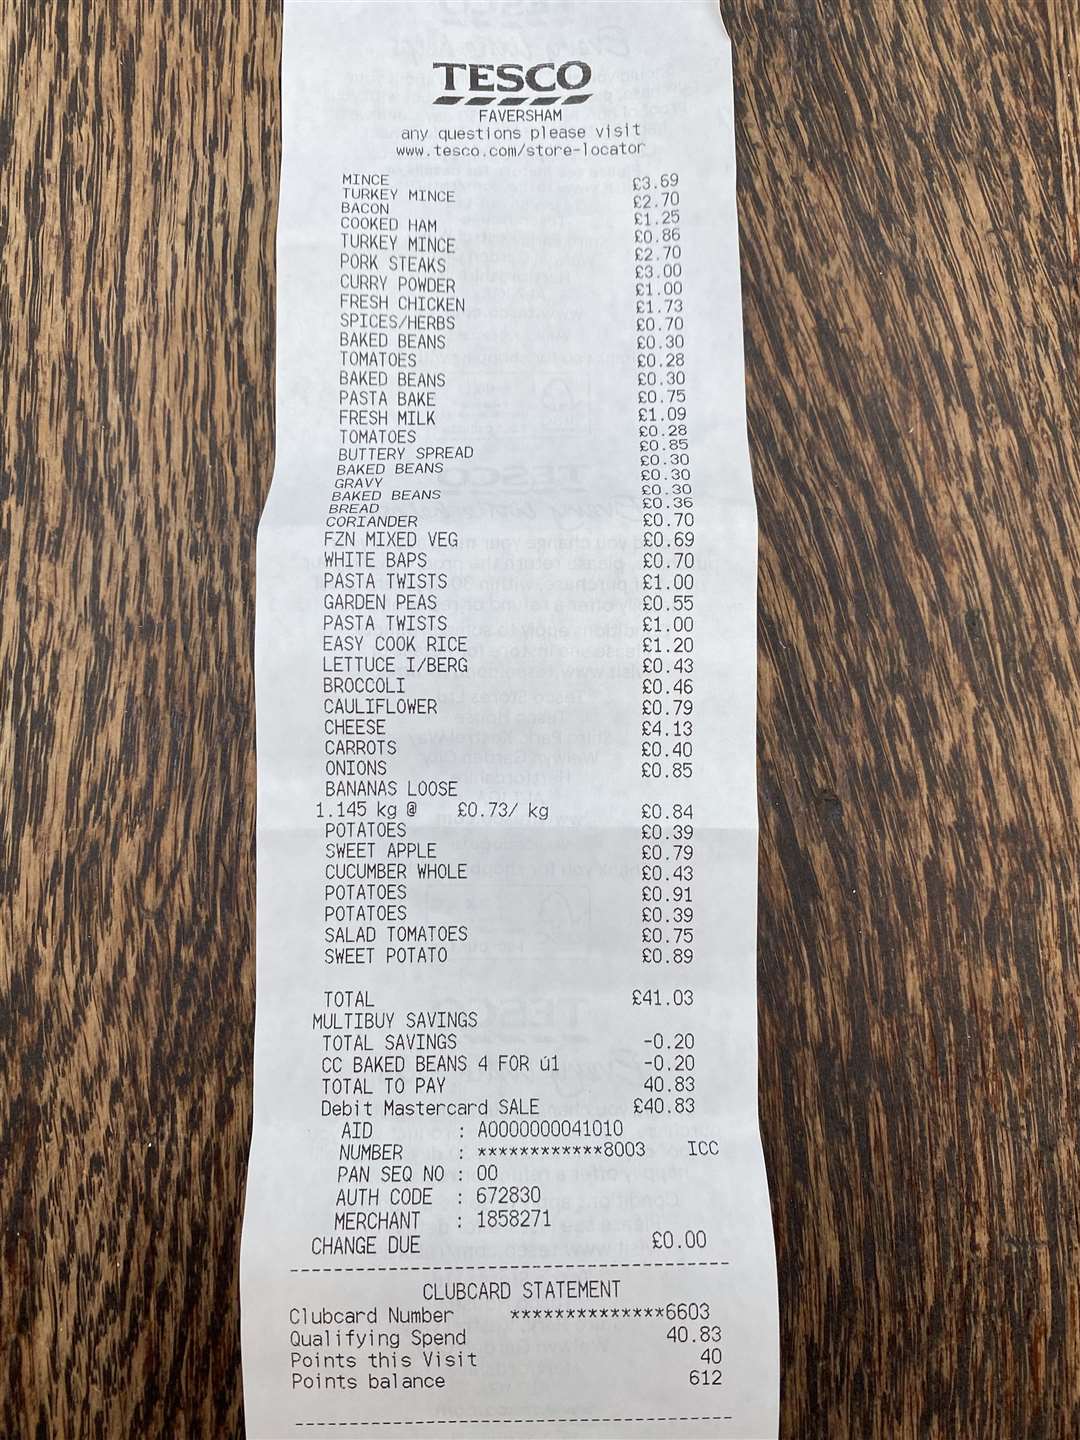 TESCO
FAVERSHAM
any questions please visit
www.tesco.com/store-locator
MINCE £3.69
TURKEY MINCE £2.70
BACON £1.25
COOKED HAM £0.86
TURKEY MINCE £2.70
PORK STEAKS £3.00
CURRY POWDER £1.00
FRESH CHICKEN £1.73
SPICES/HERBS £0.70
BAKED BEANS £0.30
TOMATOES £0.28
BAKED BEANS £0.30
PASTA BAKE £0.75
FRESH MILK £1.09
TOMATOES £0.28
BUTTERY SPREAD £0.85
BAKED BEANS £0.30
GRAVY £0.30
BAKED BEANS £0.30
BREAD £0.36
CORIANDER £0.70
FZN MIXED VEG £0.69
WHITE BAPS £0.70
PASTA TWISTS £1.00
GARDEN PEAS £0.55
PASTA TWISTS £1.00
EASY COOK RICE £1.20
LETTUCE I/BERG £0.43
BROCCOLI £0.46
CAULIFLOWER £0.79
CHEESE £4.13
CARROTS £0.40
ONIONS £0.85
BANANAS LOOSE
1.145 kg @ £0.73/ kg £0.84
POTATOES £0.39
SWEET APPLE £0.79
CUCUMBER WHOLE £0.43
POTATOES £0.91
POTATOES £0.39
SALAD TOMATOES £0.75
SWEET POTATO £0.89
TOTAL £41.03
MULTIBUY SAVINGS
TOTAL SAVINGS -0.20
CC BAKED BEANS 4 FOR ú1 -0.20
TOTAL TO PAY 40.83
Debit Mastercard SALE £40.83
AID : A0000000041010
NUMBER : ************8003 ICC
PAN SEQ NO : 00
AUTH CODE : 672830
MERCHANT : 1858271
CHANGE DUE £0.00
CLUBCARD STATEMENT
Clubcard Number **************6603
Qualifying Spend 40.83
Points this Visit 40
Points balance 612